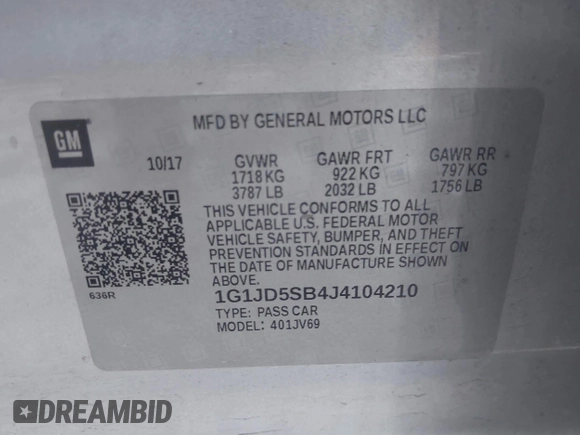 MFD BY GENERAL MOTORS LLC
GM
10/17 GVWR GAWR FRT GAWR RR
1718 KG 922 KG 797 KG
3787 LB 2032 LB 1756 LB
THIS VEHICLE CONFORMS TO ALL
APPLICABLE U.S. FEDERAL MOTOR
VEHICLE SAFETY, BUMPER, AND THEFT
PREVENTION STANDARDS IN EFFECT ON
THE DATE OF MANUFACTURE SHOWN
ABOVE.
636R
1G1JD5SB4J4104210
TYPE: PASS CAR
MODEL: 401JV69
DREAMBID